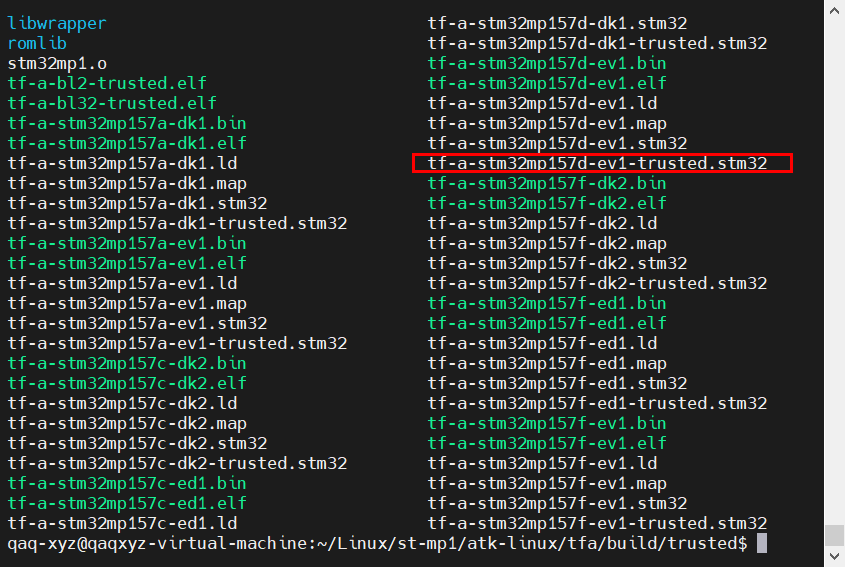 libwrapper tf-a-stm32mp157d-dk1.stm32
romlib tf-a-stm32mp157d-dk1-trusted.stm32
stm32mp1.o tf-a-stm32mp157d-ev1.bin
tf-a-bl2-trusted.elf tf-a-stm32mp157d-ev1.elf
tf-a-bl32-trusted.elf tf-a-stm32mp157d-ev1.ld
tf-a-stm32mp157a-dk1.bin tf-a-stm32mp157d-ev1.map
tf-a-stm32mp157a-dk1.elf tf-a-stm32mp157d-ev1.stm32
tf-a-stm32mp157a-dk1.ld tf-a-stm32mp157d-ev1-trusted.stm32
tf-a-stm32mp157a-dk1.map tf-a-stm32mp157f-dk2.bin
tf-a-stm32mp157a-dk1.stm32 tf-a-stm32mp157f-dk2.elf
tf-a-stm32mp157a-dk1-trusted.stm32 tf-a-stm32mp157f-dk2.ld
tf-a-stm32mp157a-ev1.bin tf-a-stm32mp157f-dk2.map
tf-a-stm32mp157a-ev1.elf tf-a-stm32mp157f-dk2.stm32
tf-a-stm32mp157a-ev1.ld tf-a-stm32mp157f-dk2-trusted.stm32
tf-a-stm32mp157a-ev1.map tf-a-stm32mp157f-ed1.bin
tf-a-stm32mp157a-ev1.stm32 tf-a-stm32mp157f-ed1.elf
tf-a-stm32mp157a-ev1-trusted.stm32 tf-a-stm32mp157f-ed1.ld
tf-a-stm32mp157c-dk2.bin tf-a-stm32mp157f-ed1.map
tf-a-stm32mp157c-dk2.elf tf-a-stm32mp157f-ed1.stm32
tf-a-stm32mp157c-dk2.ld tf-a-stm32mp157f-ed1-trusted.stm32
tf-a-stm32mp157c-dk2.map tf-a-stm32mp157f-ev1.bin
tf-a-stm32mp157c-dk2.stm32 tf-a-stm32mp157f-ev1.elf
tf-a-stm32mp157c-dk2-trusted.stm32 tf-a-stm32mp157f-ev1.ld
tf-a-stm32mp157c-ed1.bin tf-a-stm32mp157f-ev1.map
tf-a-stm32mp157c-ed1.elf tf-a-stm32mp157f-ev1.stm32
tf-a-stm32mp157c-ed1.ld tf-a-stm32mp157f-ev1-trusted.stm32
qaq-xyz@qaqxyz-virtual-machine:~/Linux/st-mp1/atk-linux/tfa/build/trusted$